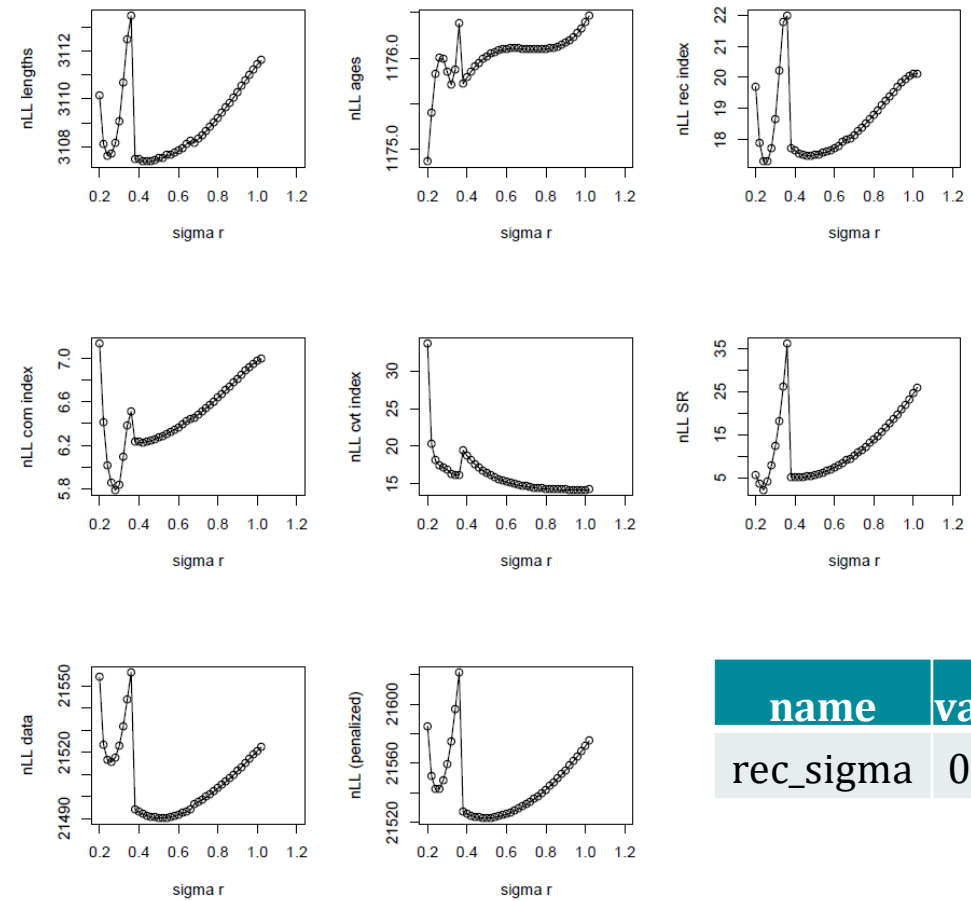 nLL lengths
3108 3110 3112
0.2 0.4 0.6 0.8 1.0 1.2
sigma r
nLL ages
1175.0 1176.0
0.2 0.4 0.6 0.8 1.0 1.2
sigma r
nLL rec index
18 19 20 21 22
0.2 0.4 0.6 0.8 1.0 1.2
sigma r
nLL com index
5.8 6.2 6.6 7.0
0.2 0.4 0.6 0.8 1.0 1.2
sigma r
nLL cvt index
15 20 25 30
0.2 0.4 0.6 0.8 1.0 1.2
sigma r
nLL SR
5 15 25 35
0.2 0.4 0.6 0.8 1.0 1.2
sigma r
nLL data
21490 21520 21550
0.2 0.4 0.6 0.8 1.0 1.2
sigma r
nLL (penalized)
21520 21560 21600
0.2 0.4 0.6 0.8 1.0 1.2
sigma r
name va
rec_sigma 0